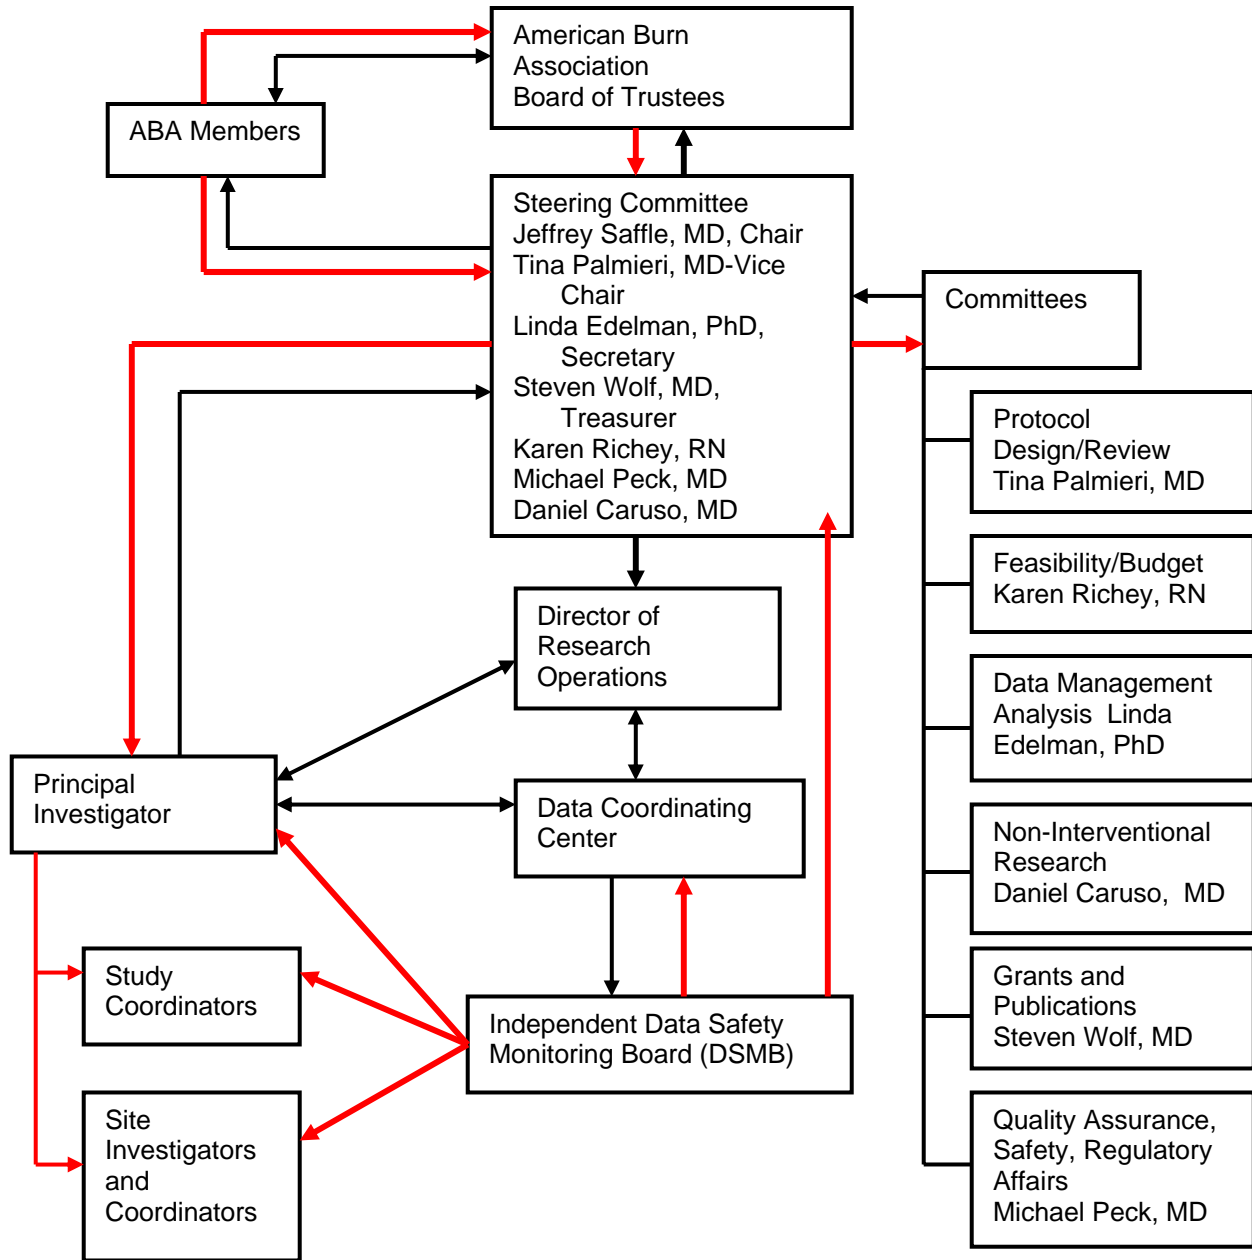 American Burn
Association
Board of Trustees
ABA Members
Steering Committee
Jeffrey Saffle, MD, Chair
Tina Palmieri, MD-Vice
Chair
Linda Edelman, PhD,
Secretary
Steven Wolf, MD,
Treasurer
Karen Richey, RN
Michael Peck, MD
Daniel Caruso, MD
Committees
Protocol
Design/Review
Tina Palmieri, MD
Feasibility/Budget
Karen Richey, RN
Data Management
Analysis  Linda
Edelman, PhD
Non-Interventional
Research
Daniel Caruso,  MD
Grants and
Publications
Steven Wolf, MD
Quality Assurance,
Safety, Regulatory
Affairs
Michael Peck, MD
Director of
Research
Operations
Principal
Investigator
Data Coordinating
Center
Study
Coordinators
Independent Data Safety
Monitoring Board (DSMB)
Site
Investigators
and
Coordinators